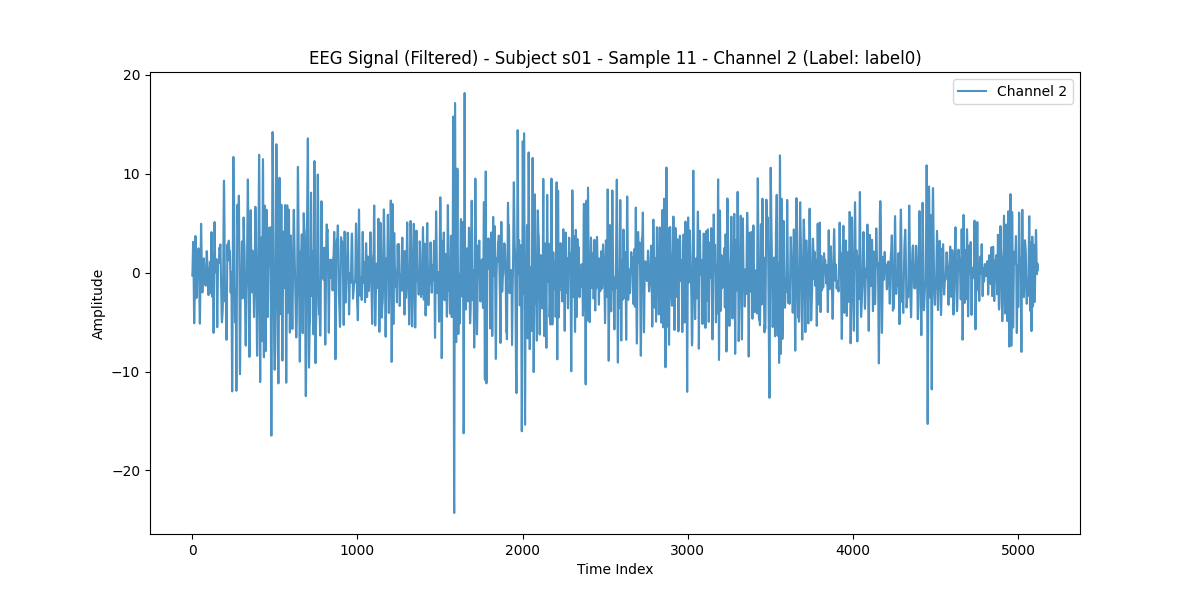 EEG Signal (Filtered) - Subject s01 - Sample 11 - Channel 2 (Label: label0)
Channel 2
20
10
0
−10
−20
Amplitude
0 1000 2000 3000 4000 5000
Time Index